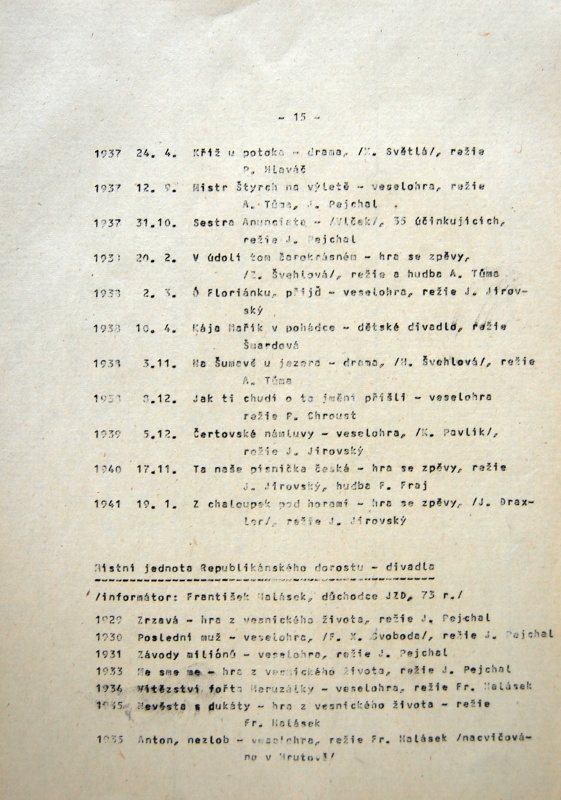 - 15 -
1937 24. 4. Kříž u potoka - drama, /K. Světlá/, režie
P. Hlaváč
1937 12. 9. Mistr Štyrch na výletě - veselohra, režie
A. Tůma, J. Pejchal
1937 31.10. Sestra Anunciata - /Vlček/, 35 účinkujících,
režie J. Pejchal
1938 20. 2. V údolí tom čarokrásném - hra se zpěvy,
/Z. Švehlová/, režie a hudba A. Tůma
1938 2. 3. Ó Floriánku, přijď - veselohra, režie J. Jirov-
ský
1938 10. 4. Kája Mařík v pohádce - dětské divadlo, režie
Šmardová
1938 3.11. Na Šumavě u jezera - drama, /M. Švehlová/, režie
A. Tůma
1938 8.12. Jak ti chudí o to jmění přišli - veselohra
režie P. Chroust
1939 5.12. Čertovské námluvy - veselohra, /K. Pavlík/,
režie J. Jirovský
1940 17.11. Ta naše písnička česká - hra se zpěvy, režie
J. Jirovský, hudba F. Fraj
1941 19. 1. Z chaloupek pod horami - hra se zpěvy, /J. Drax-
ler/, režie J. Jirovský
Místní jednota Republikánského dorostu - divadla
/informátor: František Malásek, důchodce JZD, 73 r./
1929 Zrzavá - hra z vesnického života, režie J. Pejchal
1930 Poslední muž - veselohra, /F. X. Svoboda/, režie J. Pejchal
1931 Závody miliónů - veselohra, režie J. Pejchal
1933 Ne sme me - hra z vesnického života, režie J. Pejchal
1934 Vítězství fořta Meruzálky - veselohra, režie Fr. Malásek
1935 Nevěsta s dukáty - hra z vesnického života - režie
Fr. Malásek
1935 Anton, nezlob - veselohra, režie Fr. Malásek /nacvičová-
no v Hrutově/